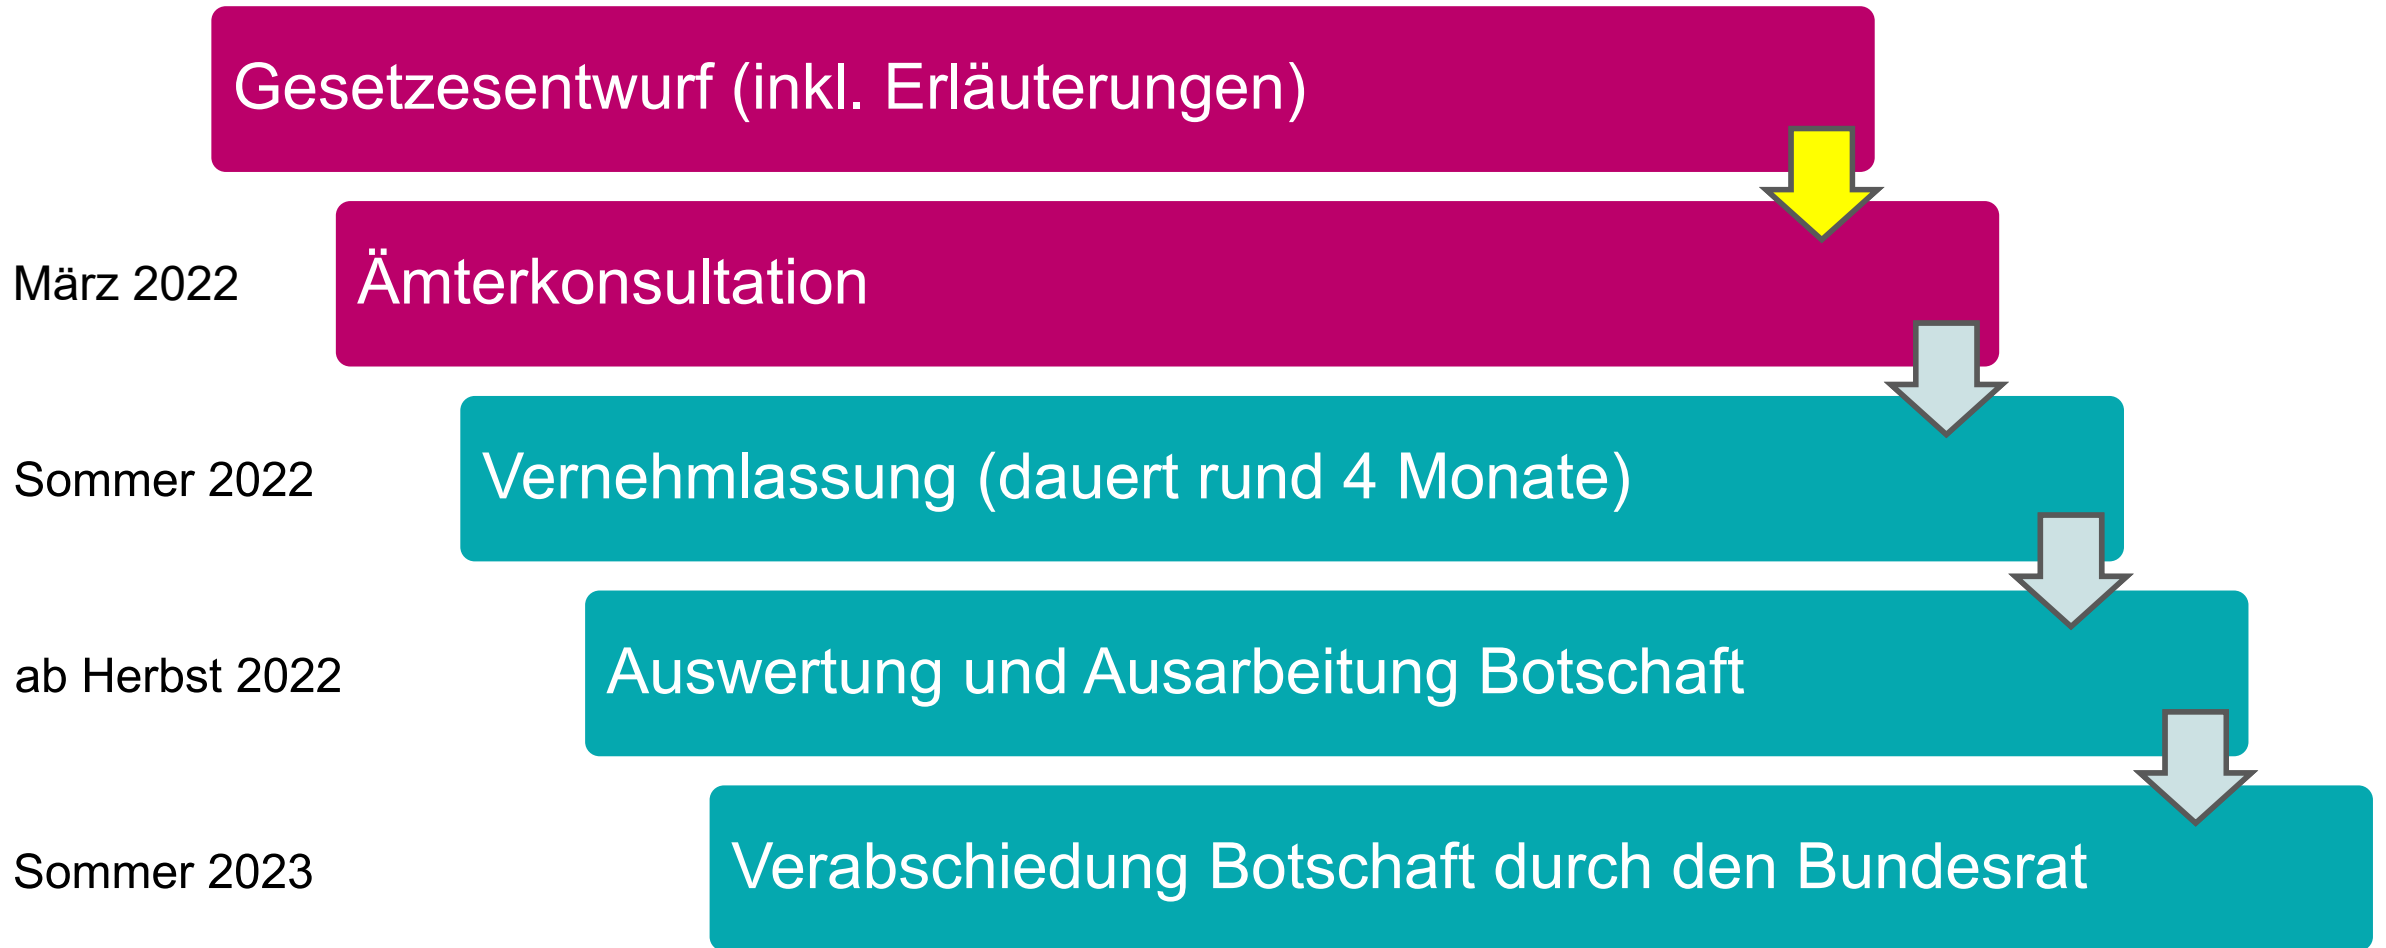 Gesetzesentwurf (inkl. Erläuterungen)
März 2022
Ämterkonsultation
Sommer 2022
Vernehmlassung (dauert rund 4 Monate)
ab Herbst 2022
Auswertung und Ausarbeitung Botschaft
Sommer 2023
Verabschiedung Botschaft durch den Bundesrat